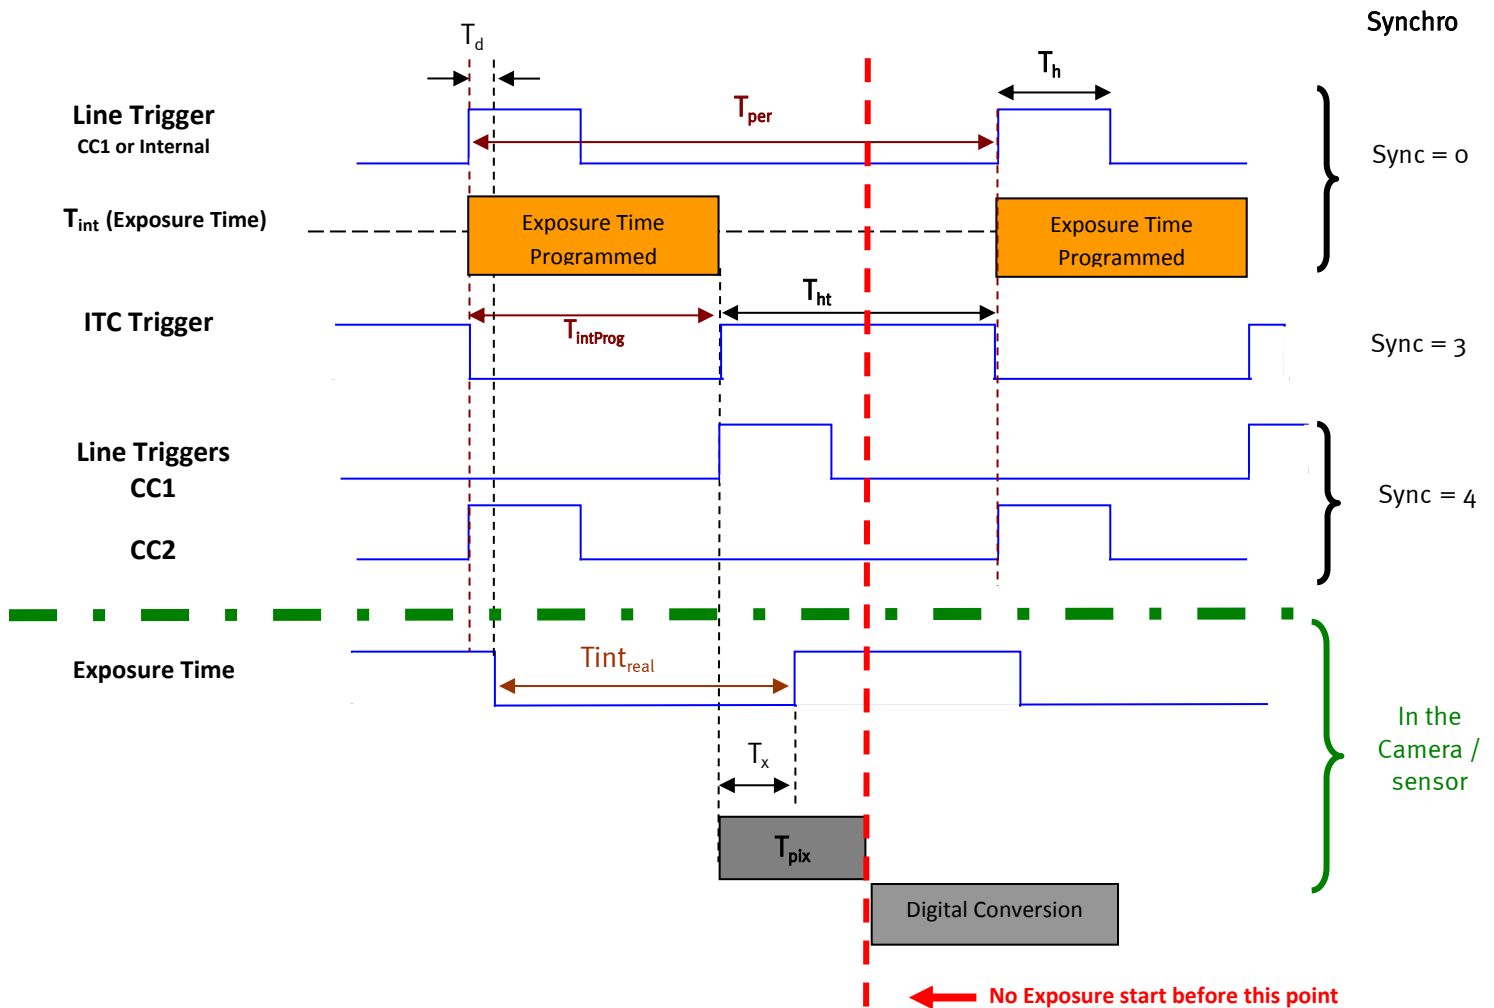 Synchro
Td
Th
Line Trigger
CC1 or Internal
Tper
Sync = 0
Tint (Exposure Time)
Exposure Time
Programmed
Exposure Time
Programmed
ITC Trigger
TintProg
Tht
Sync = 3
Line Triggers
CC1
CC2
Sync = 4
Exposure Time
Tintreal
In the
Camera /
sensor
Tx
Tpix
Digital Conversion
No Exposure start before this point